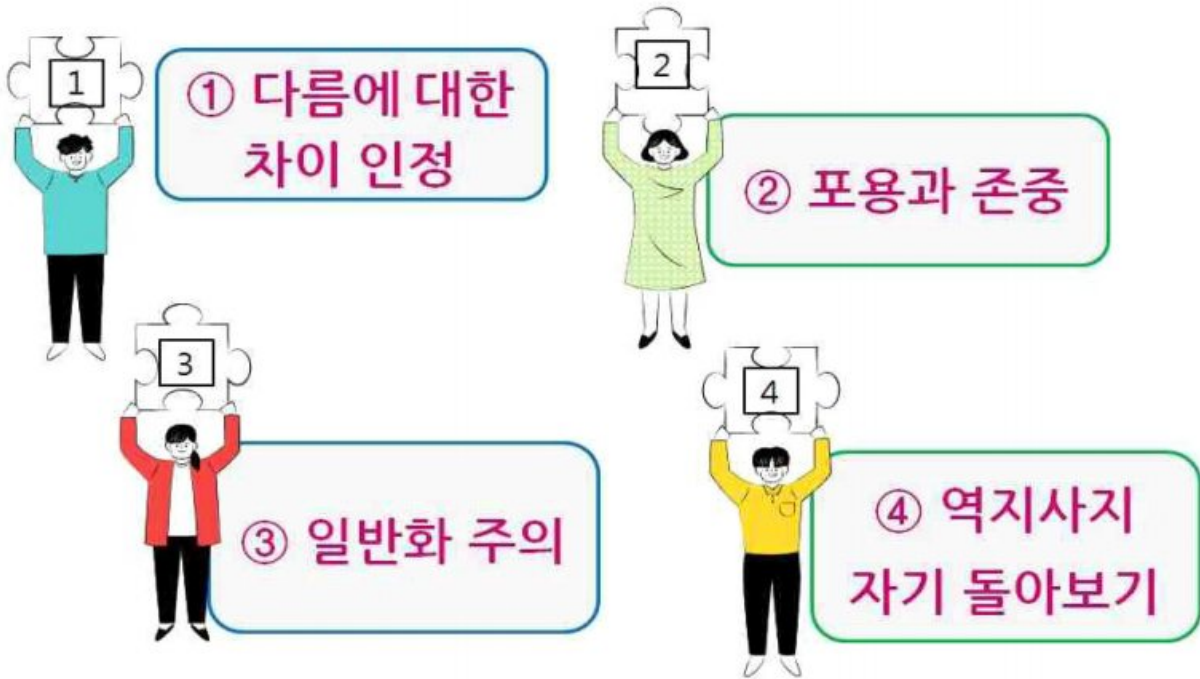 1
① 다름에 대한
차이 인정
2
② 포용과 존중
3
③ 일반화 주의
4
④ 역지사지
자기 돌아보기